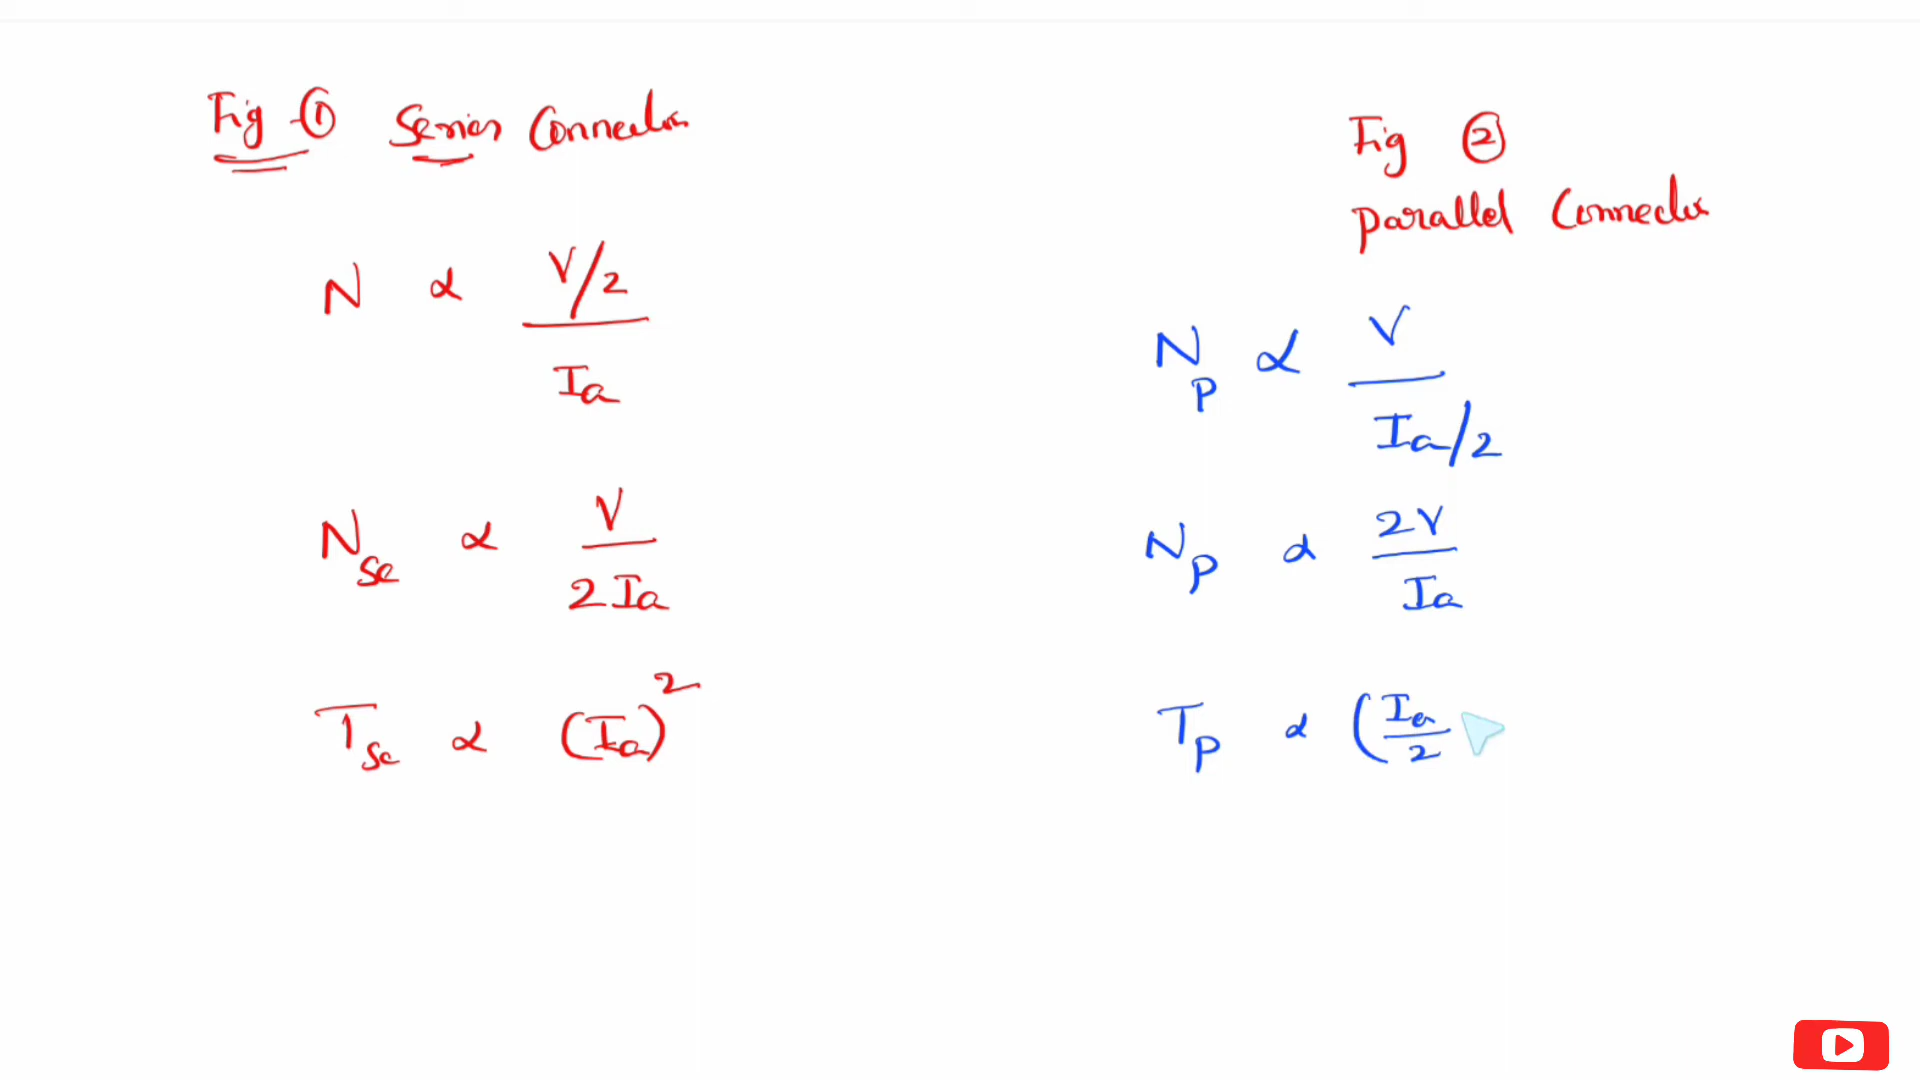 Fig ① Series Connection
N α V/2 / Ia
Nse α V / 2Ia
Tse α (Ia)²
Fig ②
parallel Connection
Np α V / Ia/2
Np α 2V / Ia
Tp α (Ia/2